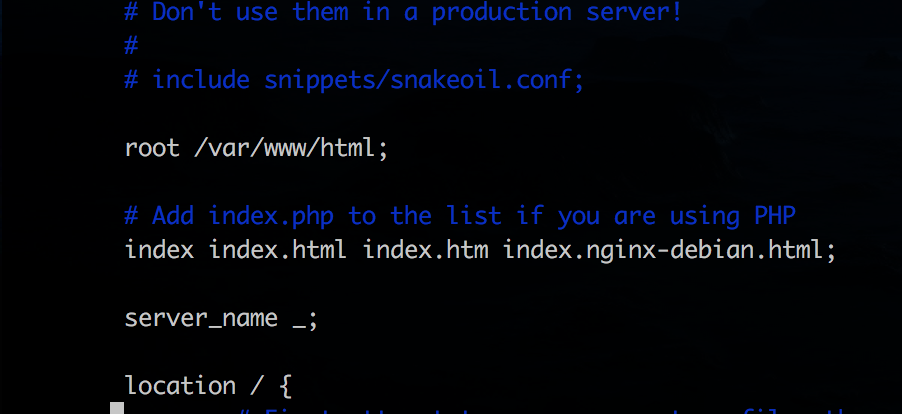 # Don't use them in a production server!
#
# include snippets/snakeoil.conf;
root /var/www/html;
# Add index.php to the list if you are using PHP
index index.html index.htm index.nginx-debian.html;
server_name _;
location / {
#